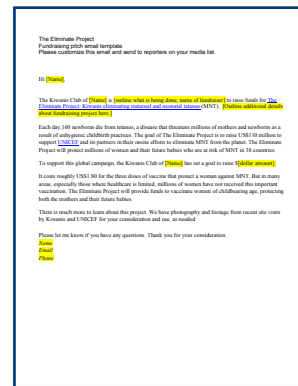 The Eliminate Project
Fundraising pitch email template
Please customize this email and send to reporters on your media list.
Hi [Name],
The Kiwanis Club of [Name] is [outline what is being done, name of fundraiser] to raise funds for The
Eliminate Project: Kiwanis eliminating maternal and neonatal tetanus (MNT). [Outline additional details
about fundraising project here.]
Each day,160 newborns die from tetanus, a disease that threatens millions of mothers and newborns as a
result of unhygienic childbirth practices. The goal of The Eliminate Project is to raise US$110 million to
support UNICEF and its partners in their onsite efforts to eliminate MNT from the planet. The Eliminate
Project will protect millions of women and their future babies who are at risk of MNT in 38 countries.
To support this global campaign, the Kiwanis Club of [Name] has set a goal to raise $[dollar amount].
It costs roughly US$1.80 for the three doses of vaccine that protect a woman against MNT. But in many
areas, especially those where healthcare is limited, millions of women have not received this important
vaccination. The Eliminate Project will provide funds to vaccinate women of childbearing age, protecting
both the mothers and their future babies.
There is much more to learn about this project. We have photography and footage from recent site visits
by Kiwanis and UNICEF for your consideration and use, as needed.
Please let me know if you have any questions. Thank you for your consideration.
Name
Email
Phone